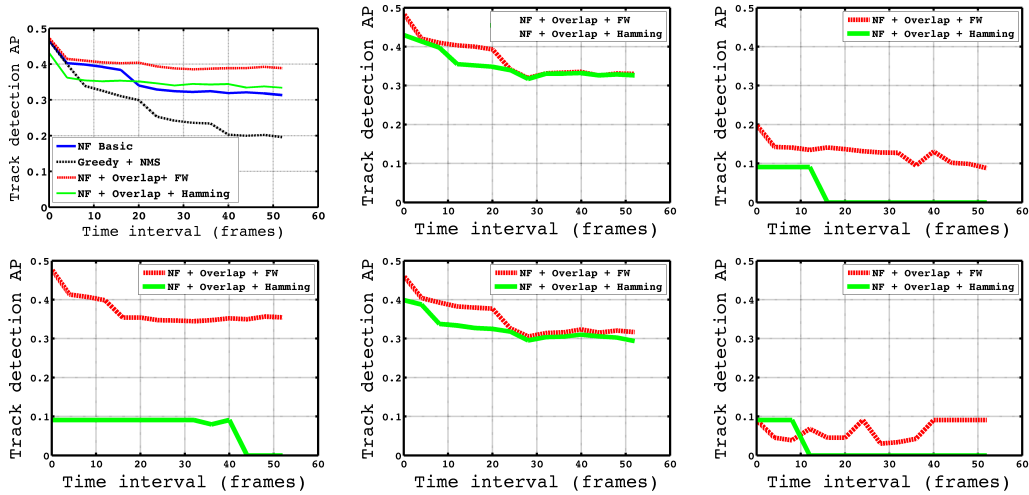 Track detection AP
0.5
0.4
0.3
0.2
0.1
0
NF Basic
Greedy + NMS
NF + Overlap+ FW
NF + Overlap + Hamming
0 10 20 30 40 50 60
Time interval (frames)
Track detection AP
0.5
0.4
0.3
0.2
0.1
0
NF + Overlap + FW
NF + Overlap + Hamming
0 10 20 30 40 50 60
Time interval (frames)
Track detection AP
0.5
0.4
0.3
0.2
0.1
0
NF + Overlap + FW
NF + Overlap + Hamming
0 10 20 30 40 50 60
Time interval (frames)
Track detection AP
0.5
0.4
0.3
0.2
0.1
0
NF + Overlap + FW
NF + Overlap + Hamming
0 10 20 30 40 50 60
Time interval (frames)
Track detection AP
0.5
0.4
0.3
0.2
0.1
0
NF + Overlap + FW
NF + Overlap + Hamming
0 10 20 30 40 50 60
Time interval (frames)
Track detection AP
0.5
0.4
0.3
0.2
0.1
0
NF + Overlap + FW
NF + Overlap + Hamming
0 10 20 30 40 50 60
Time interval (frames)